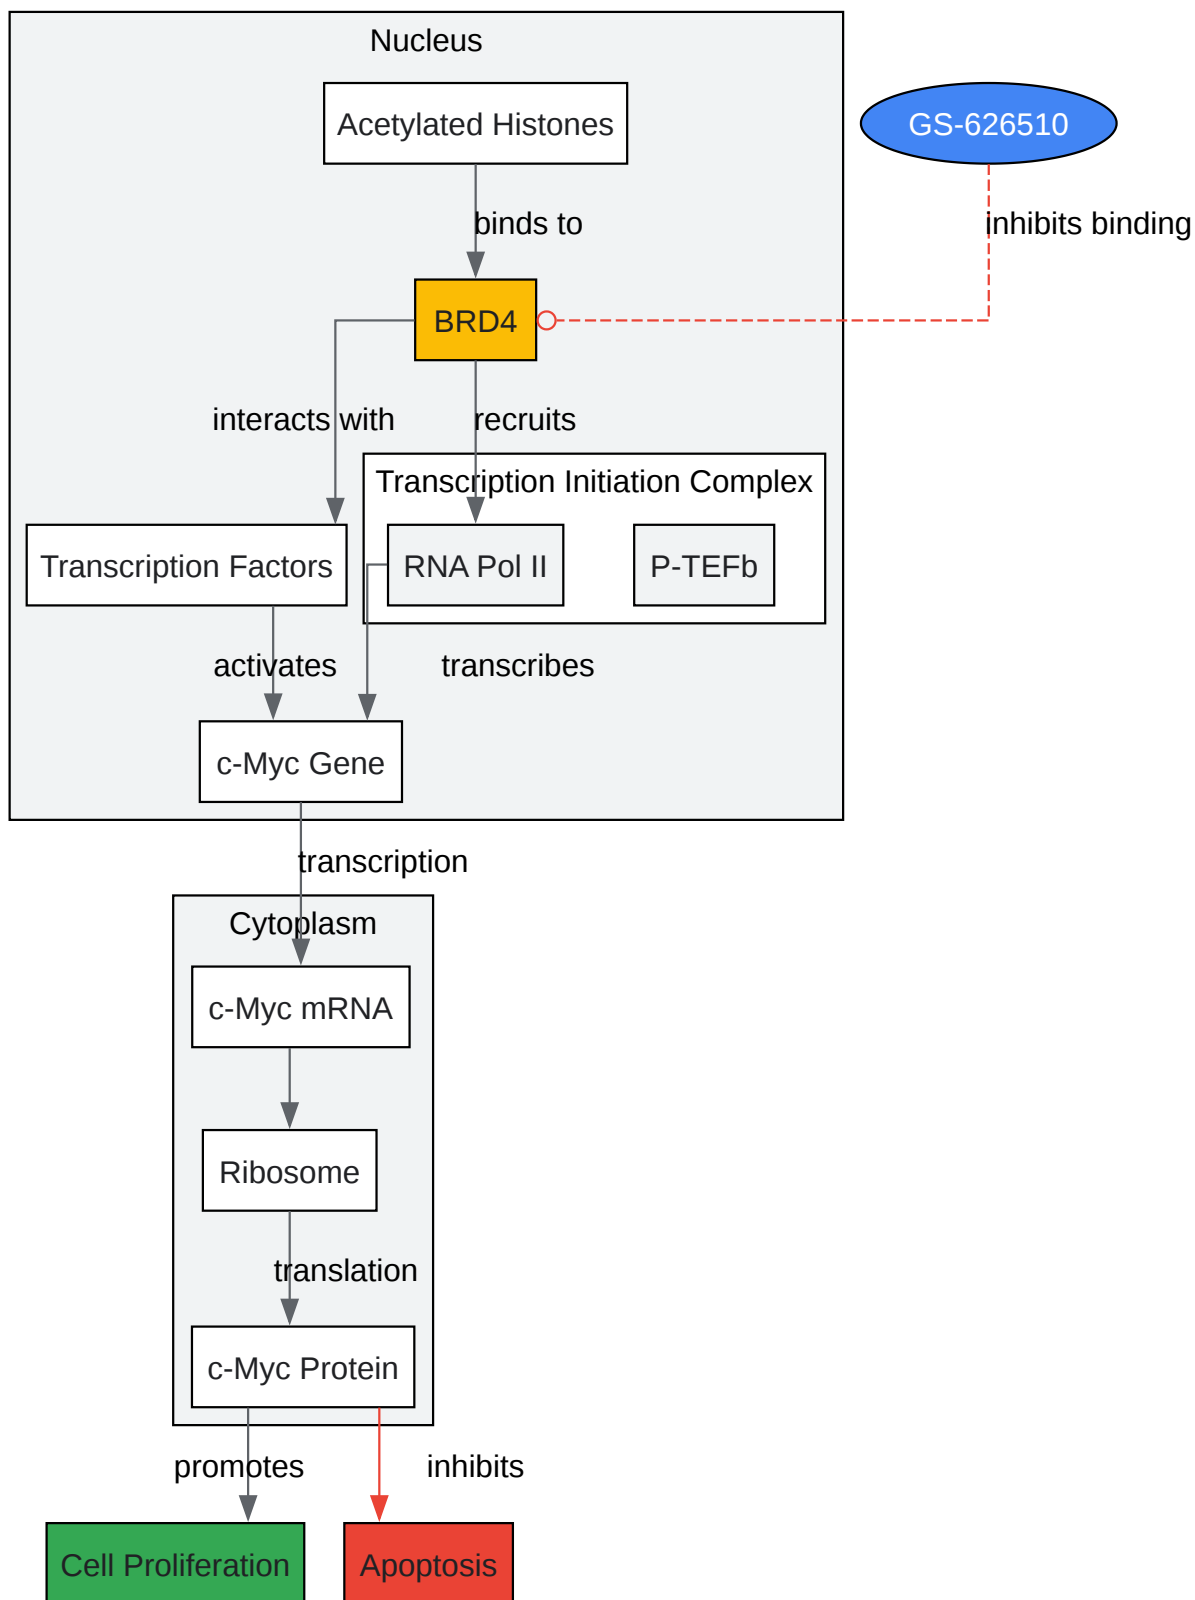 Nucleus
Acetylated Histones
GS-626510
binds to
inhibits binding
BRD4
interacts with
recruits
Transcription Initiation Complex
Transcription Factors
RNA Pol II
P-TEFb
activates
transcribes
c-Myc Gene
transcription
Cytoplasm
c-Myc mRNA
Ribosome
translation
c-Myc Protein
promotes
inhibits
Cell Proliferation
Apoptosis